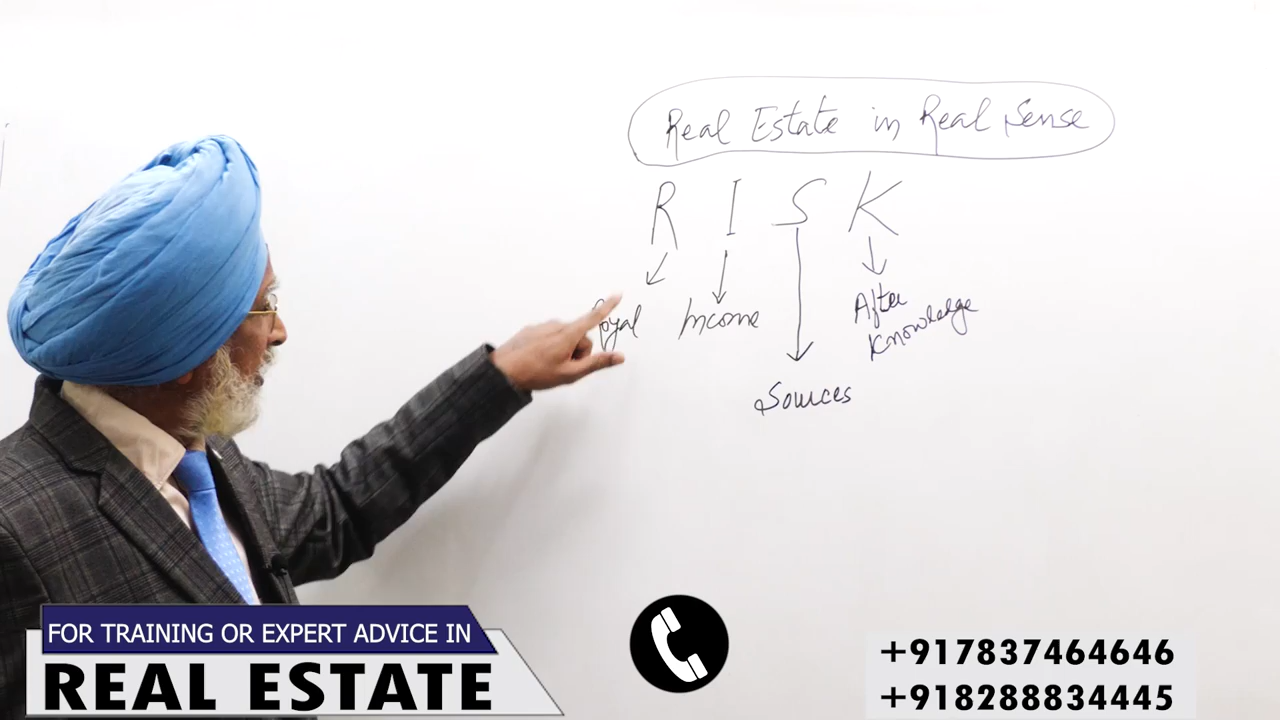 Real Estate in Real Sense
R I S K
Royal Income After
Knowledge
Sources
FOR TRAINING OR EXPERT ADVICE IN
REAL ESTATE
+917837464646
+918288834445